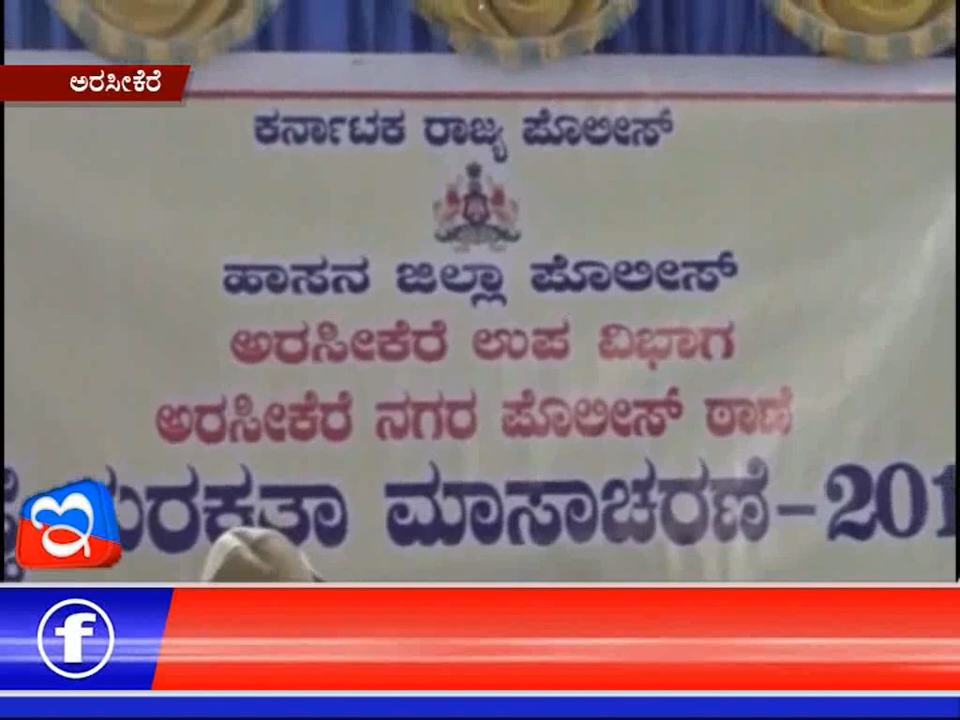 ಅರಸೀಕೆರೆ
ಕರ್ನಾಟಕ ರಾಜ್ಯ ಪೊಲೀಸ್
ಹಾಸನ ಜಿಲ್ಲಾ ಪೊಲೀಸ್
ಅರಸೀಕೆರೆ ಉಪ ವಿಭಾಗ
ಅರಸೀಕೆರೆ ನಗರ ಪೊಲೀಸ್ ಠಾಣೆ
ಮಾಸಾಚರಣೆ-201
ಇ
f